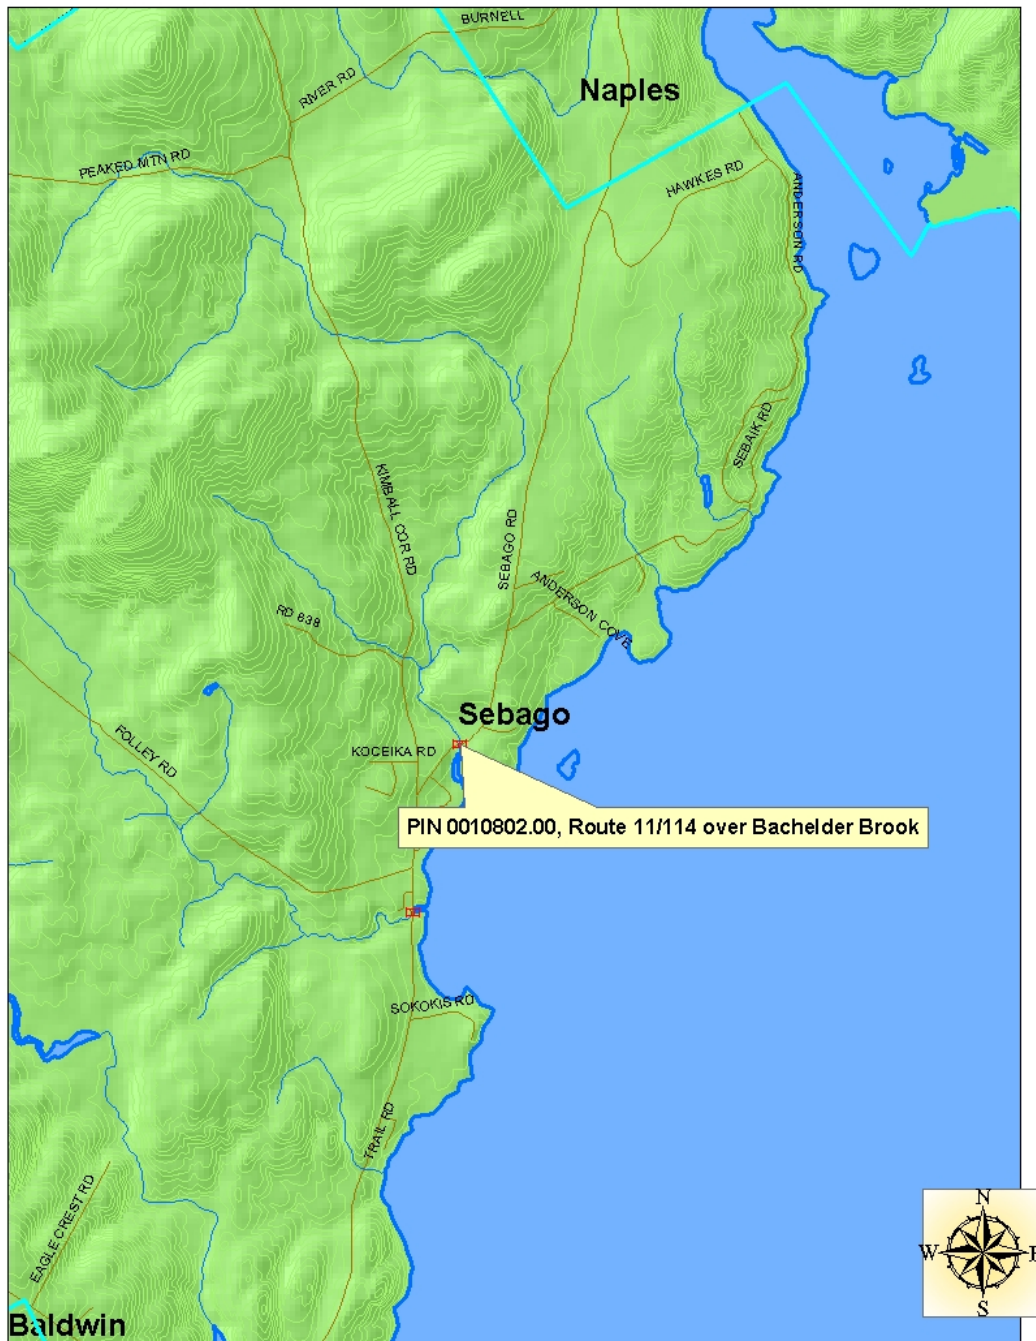 BURNELL
RIVER RD
Naples
PEAKED MTN RD
HAWKES RD
ANDERSON RD
SEBAIK RD
KIMBALL COR RD
SEBAGO RD
ANDERSON COVE
RD 638
Sebago
FOLLEY RD
KOCEIKA RD
PIN 0010802.00, Route 11/114 over Bachelder Brook
SOKOKIS RD
TRAIL RD
EAGLE CREST RD
N
W
S
Baldwin